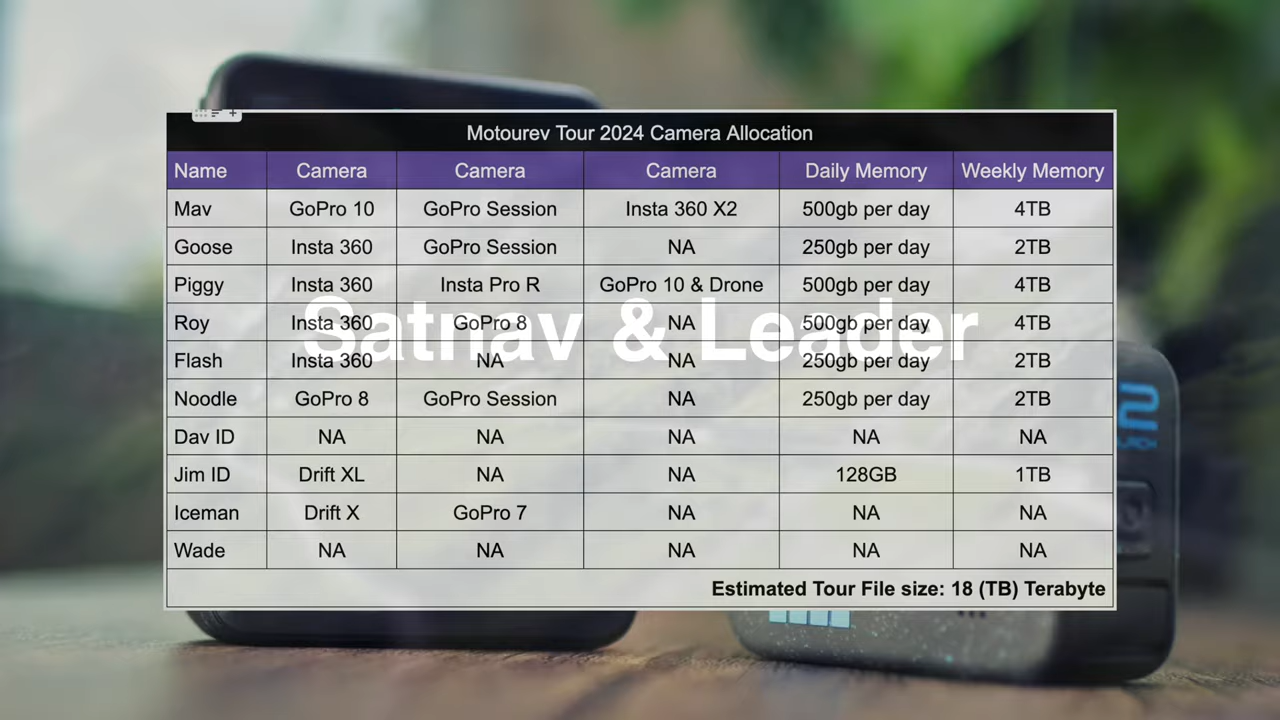 Motourev Tour 2024 Camera Allocation
Name Camera Camera Camera Daily Memory Weekly Memory
Mav GoPro 10 GoPro Session Insta 360 X2 500gb per day 4TB
Goose Insta 360 GoPro Session NA 250gb per day 2TB
Piggy Insta 360 Insta Pro R GoPro 10 & Drone 500gb per day 4TB
Roy Insta 360 GoPro 8 NA 500gb per day 4TB
Satnav & Leader
Flash Insta 360 NA NA 250gb per day 2TB
Noodle GoPro 8 GoPro Session NA 250gb per day 2TB
Dav ID NA NA NA NA NA
Jim ID Drift XL NA NA 128GB 1TB
Iceman Drift X GoPro 7 NA NA NA
Wade NA NA NA NA NA
Estimated Tour File size: 18 (TB) Terabyte
2